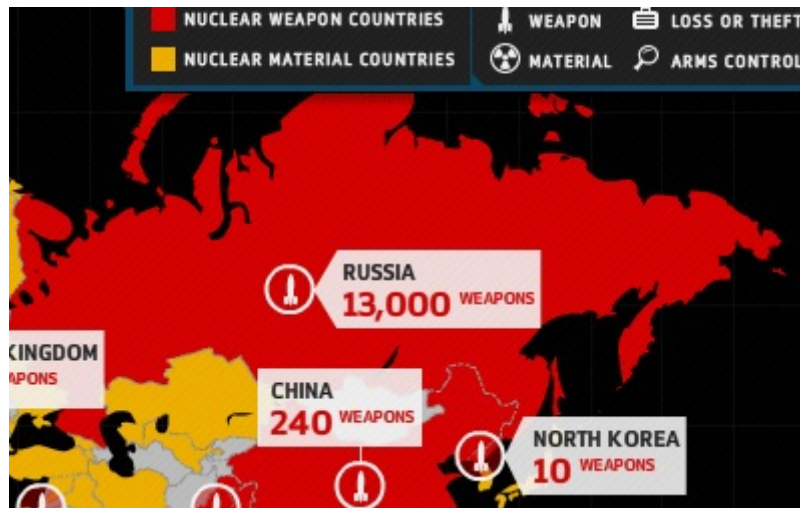 NUCLEAR WEAPON COUNTRIES
NUCLEAR MATERIAL COUNTRIES
WEAPON
LOSS OR THEFT
MATERIAL
ARMS CONTROL
RUSSIA
13,000 WEAPONS
KINGDOM
APONS
CHINA
240 WEAPONS
NORTH KOREA
10 WEAPONS